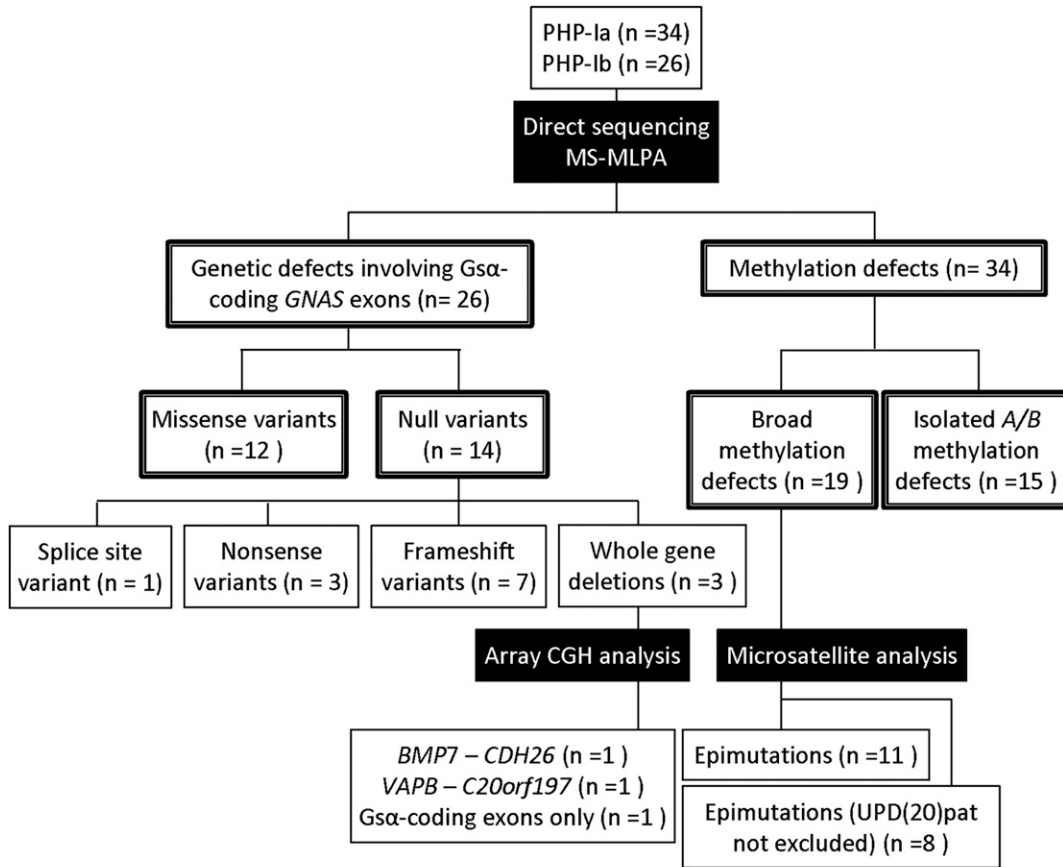 PHP-Ia (n =34)
PHP-Ib (n =26)
Direct sequencing
MS-MLPA
Genetic defects involving Gsα-
coding GNAS exons (n= 26)
Methylation defects (n= 34)
Missense variants
(n =12 )
Null variants
(n = 14)
Broad
methylation
defects (n =19 )
Isolated A/B
methylation
defects (n =15 )
Splice site
variant (n = 1)
Nonsense
variants (n = 3)
Frameshift
variants (n = 7)
Whole gene
deletions (n =3 )
Array CGH analysis
Microsatellite analysis
BMP7 – CDH26 (n =1 )
VAPB – C20orf197 (n =1 )
Gsα-coding exons only (n =1 )
Epimutations (n =11 )
Epimutations (UPD(20)pat
not excluded) (n =8 )